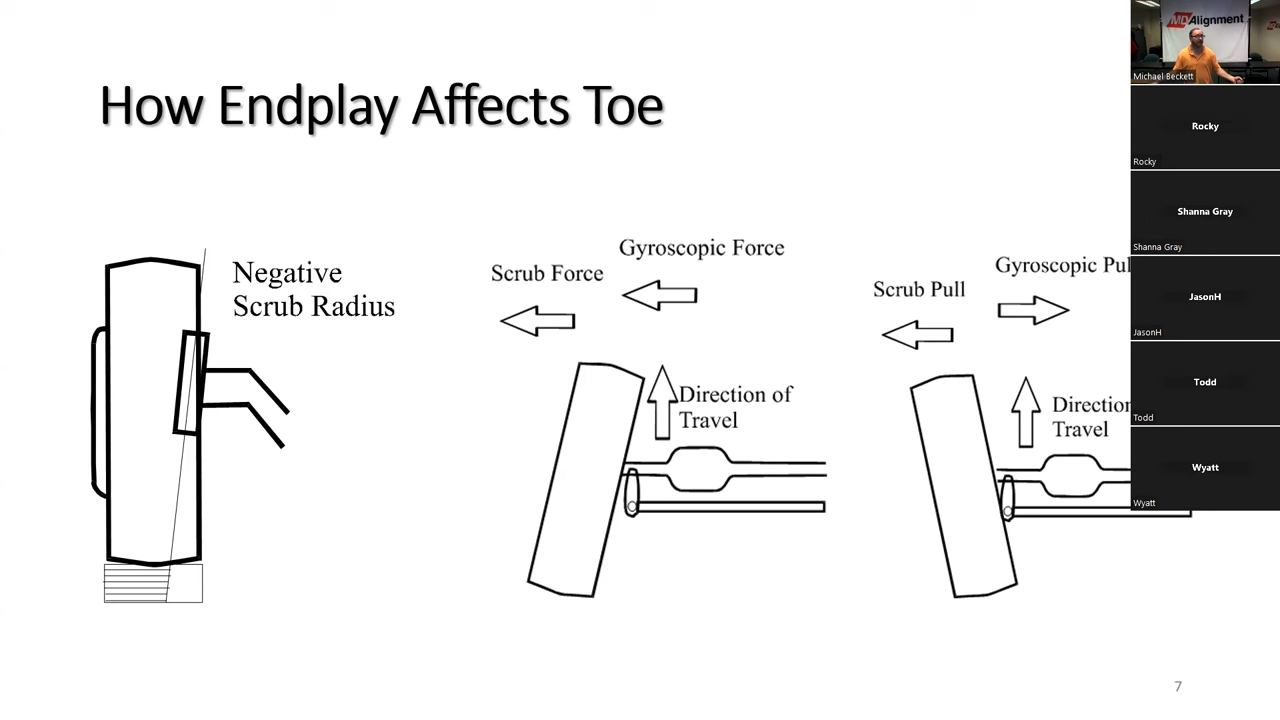 How Endplay Affects Toe
Negative
Scrub Radius
Scrub Force
Gyroscopic Force
Direction of
Travel
Scrub Pull
Gyroscopic Pul
Direction
Travel
7
MD Alignment
Michael Beckett
Rocky
Rocky
Shanna Gray
Shanna Gray
JasonH
JasonH
Todd
Todd
Wyatt
Wyatt